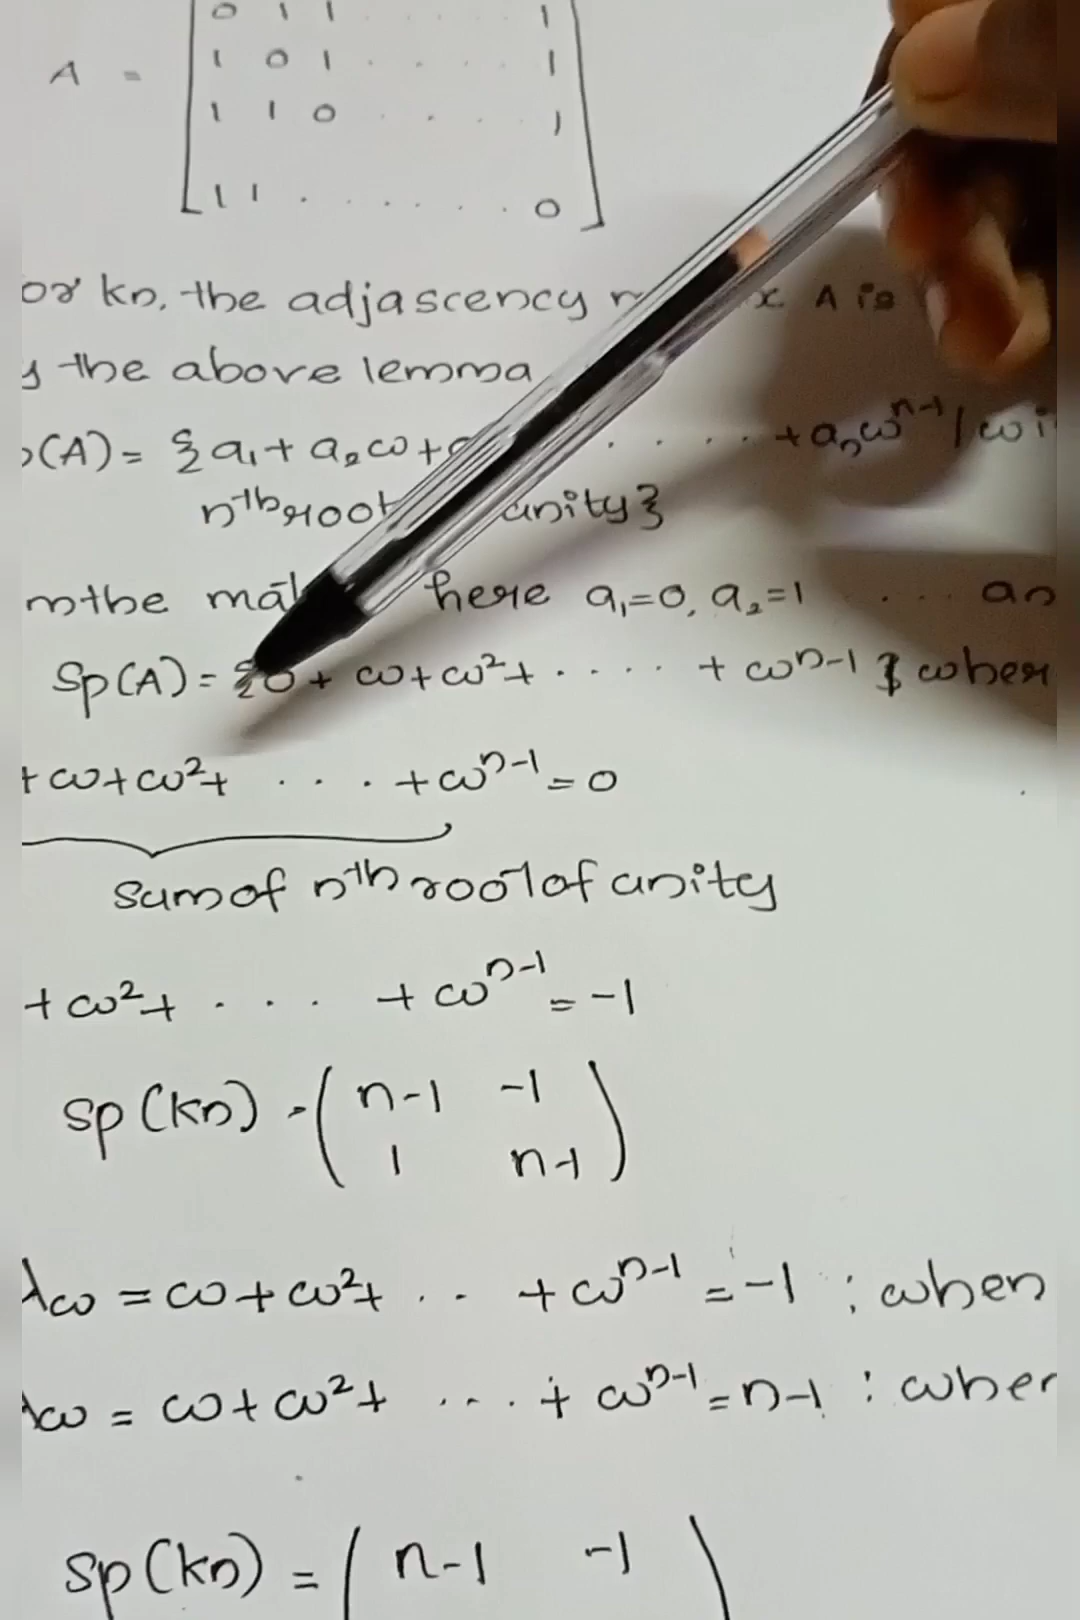 0 1 1 . . . . 1
A = 1 0 1 . . . . 1
1 1 0 . . . . 1
1 1 . . . . . . 0
or kn, the adjascency A is
the above lemma
(A) = {a1 + a2ω + . . . . + anωⁿ⁻¹ / ω
nth root unity}
mthe here a1=0, a2=1 . . . an
Sp(A) = {0 + ω + ω² + . . . . + ωⁿ⁻¹ }
+ ω + ω² + . . . . + ωⁿ⁻¹ = 0
Sum of nth root of unity
+ ω² + . . . + ωⁿ⁻¹ = -1
Sp (kn) - ( n-1 -1
1 n-1 )
λω = ω + ω² + . . + ωⁿ⁻¹ = -1 : when
λω = ω + ω² + . . . . + ωⁿ⁻¹ = n-1 : when
Sp (kn) = ( n-1 -1 )